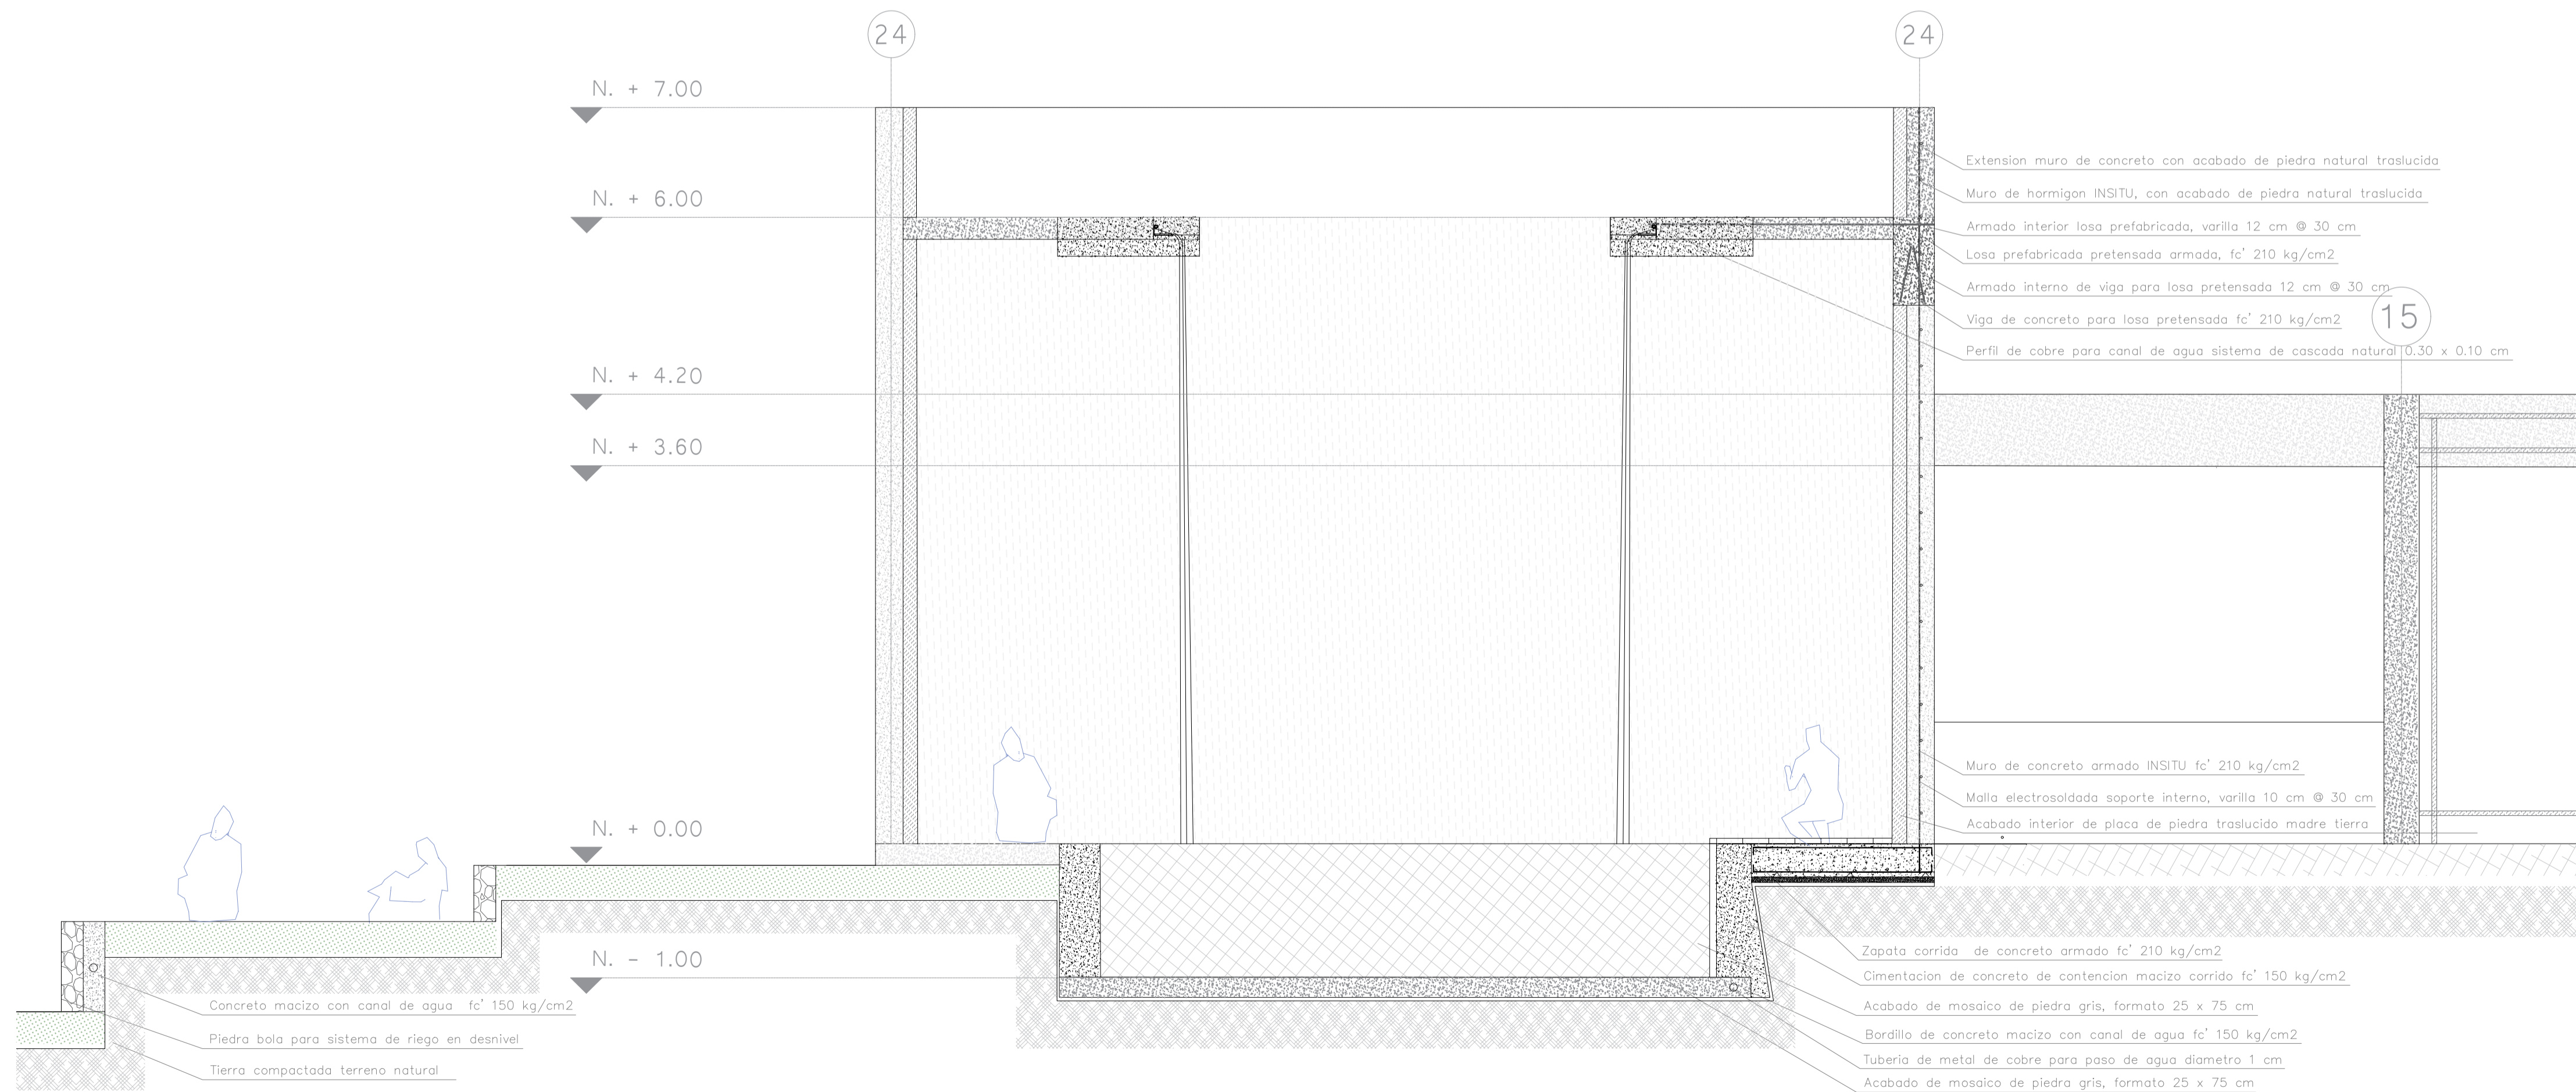 24
24
N. + 7.00
Extension muro de concreto con acabado de piedra natural traslucida
Muro de hormigon INSITU, con acabado de piedra natural traslucida
N. + 6.00
Armado interior losa prefabricada, varilla 12 cm @ 30 cm
Losa prefabricada pretensada armada, fc' 210 kg/cm2
Armado interno de viga para losa pretensada 12 cm @ 30 cm
Viga de concreto para losa pretensada fc' 210 kg/cm2
15
Perfil de cobre para canal de agua sistema de cascada natural 0.30 x 0.10 cm
N. + 4.20
N. + 3.60
Muro de concreto armado INSITU fc' 210 kg/cm2
Malla electrosoldada soporte interno, varilla 10 cm @ 30 cm
Acabado interior de placa de piedra traslucido madre tierra
N. + 0.00
Zapata corrida de concreto armado fc' 210 kg/cm2
N. - 1.00
Cimentacion de concreto de contencion macizo corrido fc' 150 kg/cm2
Concreto macizo con canal de agua fc' 150 kg/cm2
Acabado de mosaico de piedra gris, formato 25 x 75 cm
Piedra bola para sistema de riego en desnivel
Bordillo de concreto macizo con canal de agua fc' 150 kg/cm2
Tuberia de metal de cobre para paso de agua diametro 1 cm
Tierra compactada terreno natural
Acabado de mosaico de piedra gris, formato 25 x 75 cm